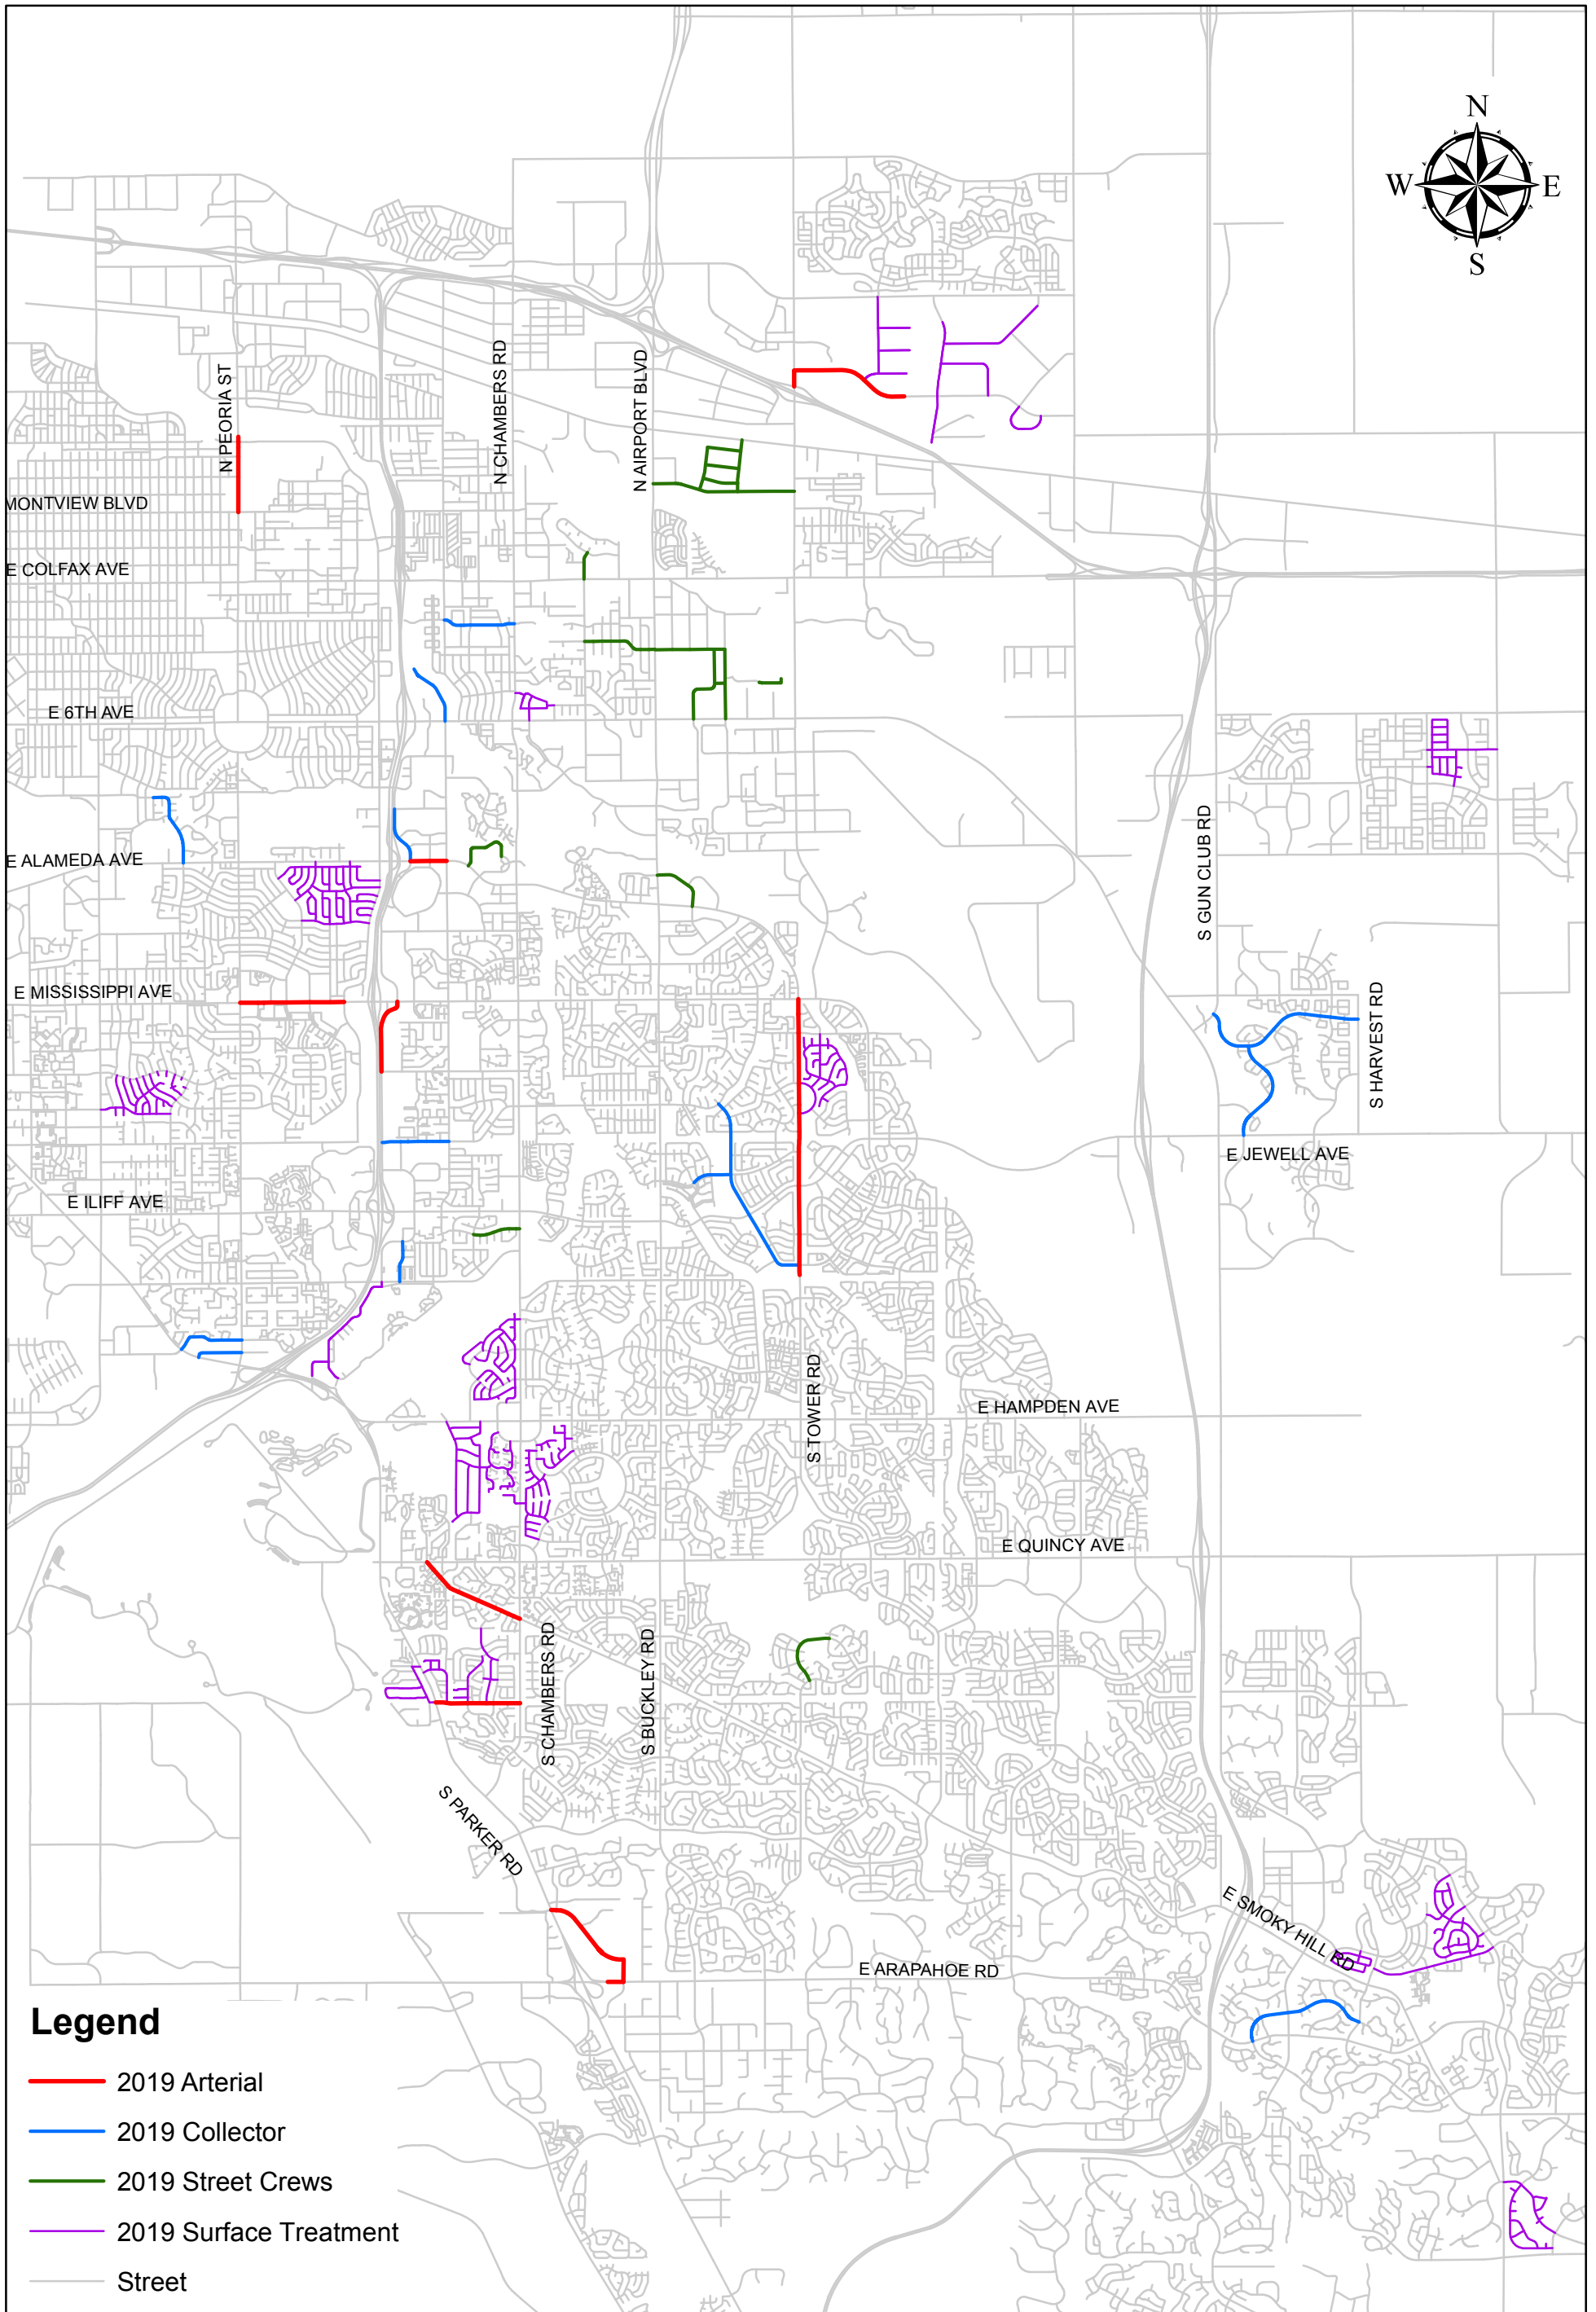 N
W
E
S
N PEORIA ST
N CHAMBERS RD
N AIRPORT BLVD
MONTVIEW BLVD
E COLFAX AVE
E 6TH AVE
E ALAMEDA AVE
S GUN CLUB RD
E MISSISSIPPI AVE
S HARVEST RD
E JEWELL AVE
E ILIFF AVE
S TOWER RD
E HAMPDEN AVE
E QUINCY AVE
S CHAMBERS RD
S BUCKLEY RD
S PARKER RD
E SMOKY HILL RD
E ARAPAHOE RD
Legend
2019 Arterial
2019 Collector
2019 Street Crews
2019 Surface Treatment
Street